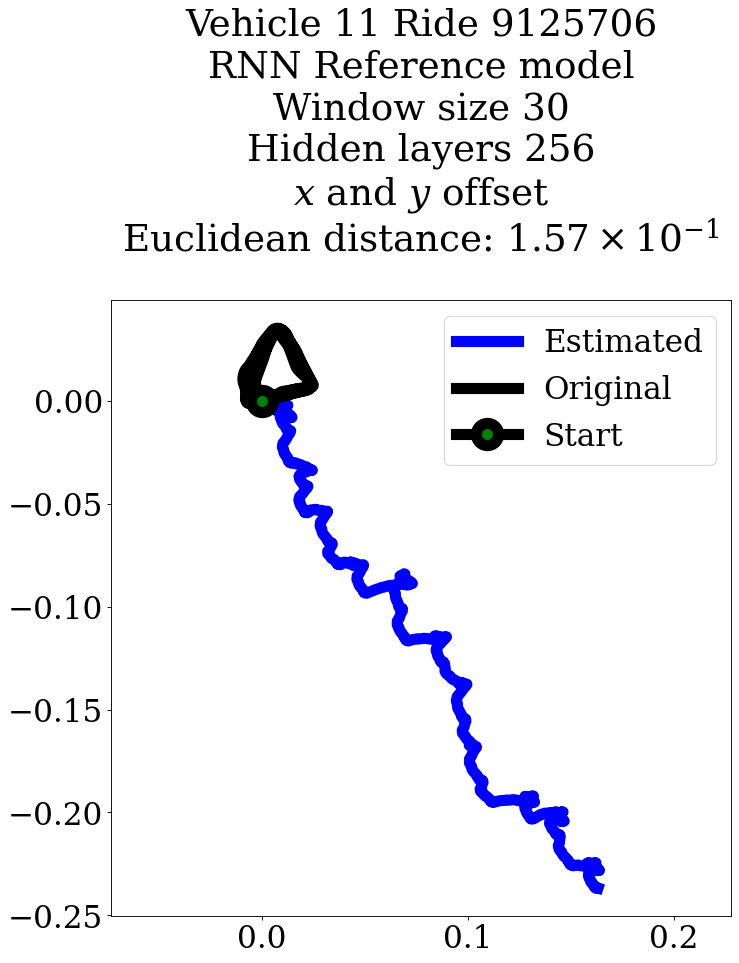 Vehicle 11 Ride 9125706
RNN Reference model
Window size 30
Hidden layers 256
x and y offset
Euclidean distance: 1.57 × 10⁻¹
Estimated
Original
Start
0.00
−0.05
−0.10
−0.15
−0.20
−0.25
0.0 0.1 0.2